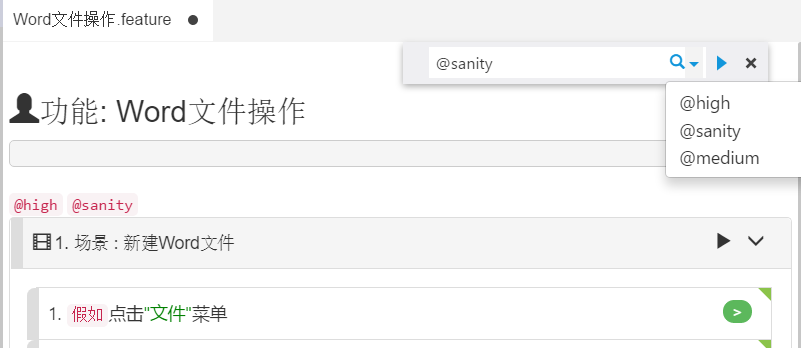 Word文件操作.feature
@sanity
@high
@sanity
@medium
功能: Word文件操作
@high @sanity
1. 场景 : 新建Word文件
1. 假如 点击"文件"菜单 >